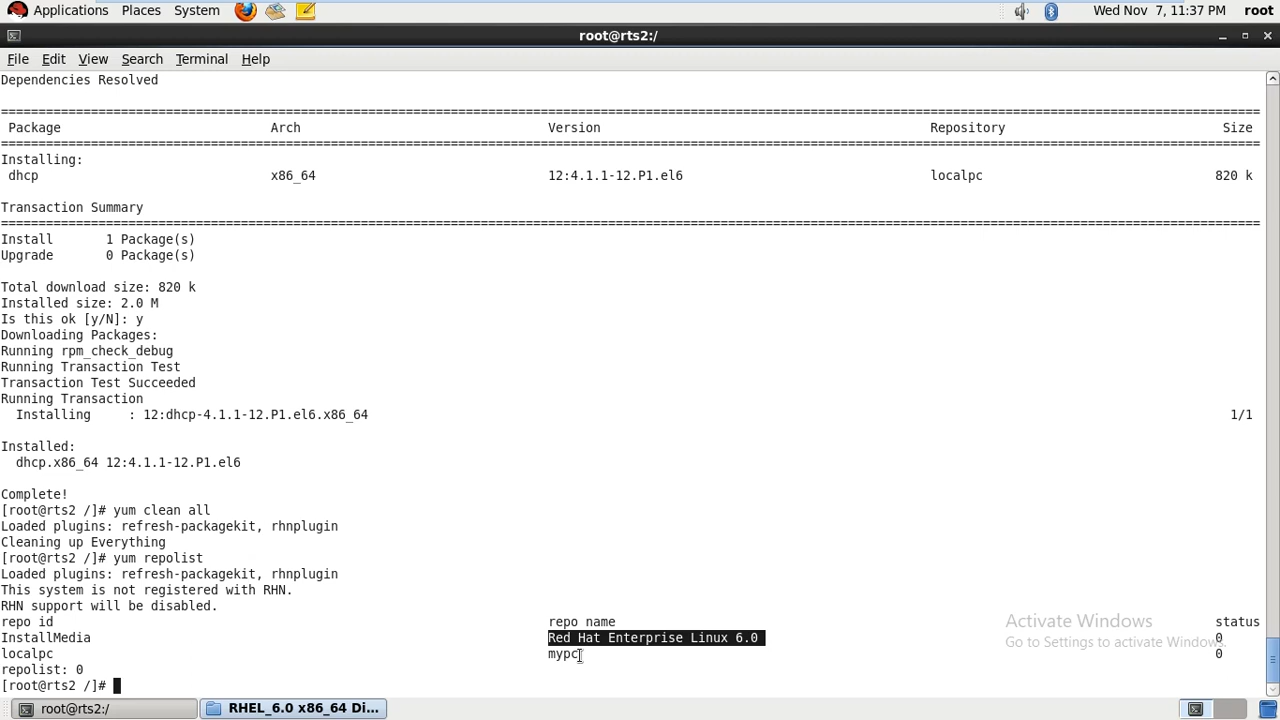 Applications Places System Wed Nov 7, 11:37 PM root
root@rts2:/
File Edit View Search Terminal Help
Dependencies Resolved
================================================================================
Package Arch Version Repository Size
================================================================================
Installing:
dhcp x86_64 12:4.1.1-12.P1.el6 localpc 820 k
Transaction Summary
================================================================================
Install 1 Package(s)
Upgrade 0 Package(s)
Total download size: 820 k
Installed size: 2.0 M
Is this ok [y/N]: y
Downloading Packages:
Running rpm_check_debug
Running Transaction Test
Transaction Test Succeeded
Running Transaction
Installing : 12:dhcp-4.1.1-12.P1.el6.x86_64 1/1
Installed:
dhcp.x86_64 12:4.1.1-12.P1.el6
Complete!
[root@rts2 /]# yum clean all
Loaded plugins: refresh-packagekit, rhnplugin
Cleaning up Everything
[root@rts2 /]# yum repolist
Loaded plugins: refresh-packagekit, rhnplugin
This system is not registered with RHN.
RHN support will be disabled.
repo id repo name status
InstallMedia Red Hat Enterprise Linux 6.0 0
localpc mypc 0
repolist: 0
[root@rts2 /]#
Activate Windows
Go to Settings to activate Windows.
root@rts2:/ RHEL_6.0 x86_64 Di...